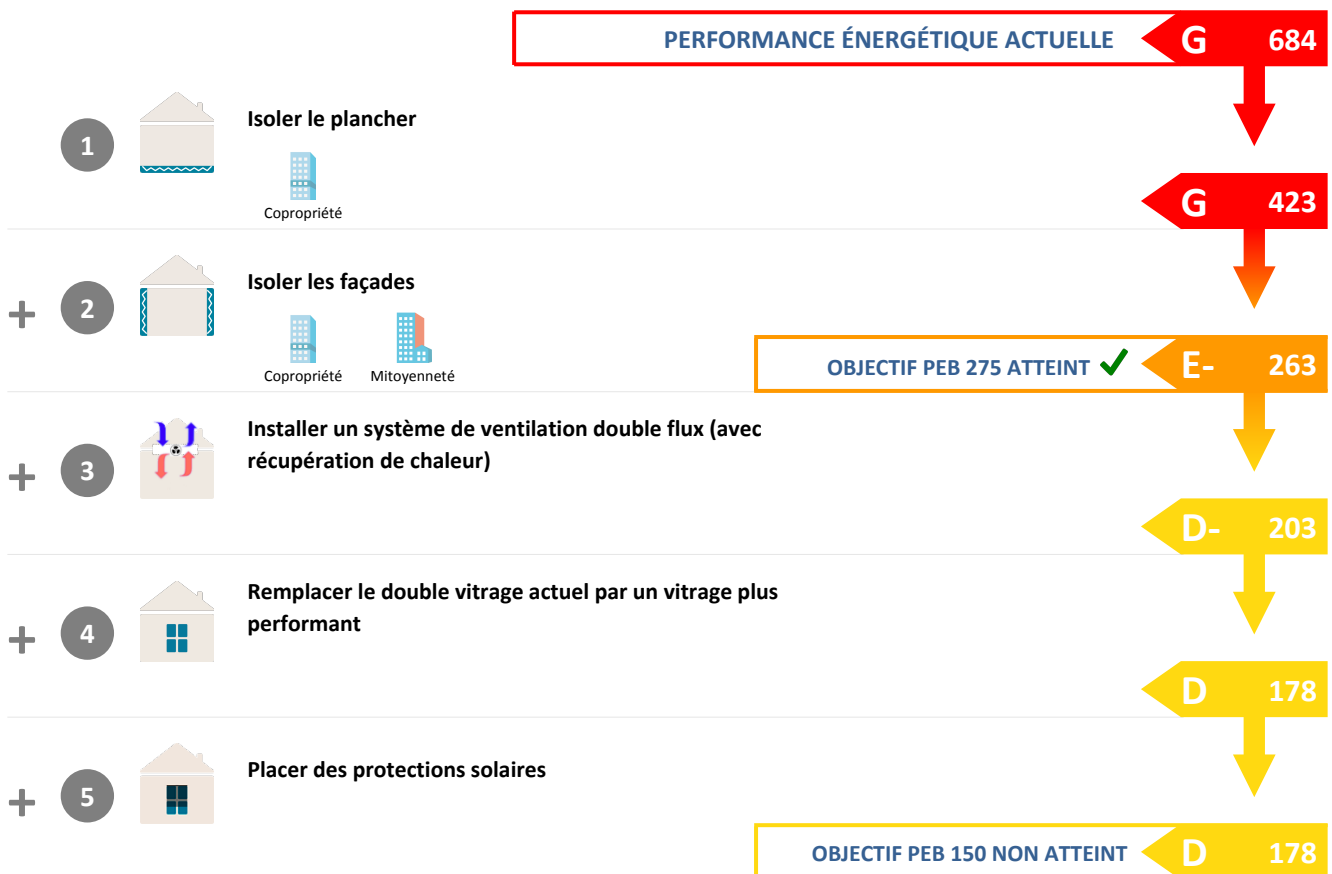 PERFORMANCE ÉNERGÉTIQUE ACTUELLE G 684
1 Isoler le plancher
Copropriété
G 423
+ 2 Isoler les façades
Copropriété Mitoyenneté
OBJECTIF PEB 275 ATTEINT ✓ E- 263
+ 3 Installer un système de ventilation double flux (avec
récupération de chaleur)
D- 203
+ 4 Remplacer le double vitrage actuel par un vitrage plus
performant
D 178
+ 5 Placer des protections solaires
OBJECTIF PEB 150 NON ATTEINT D 178